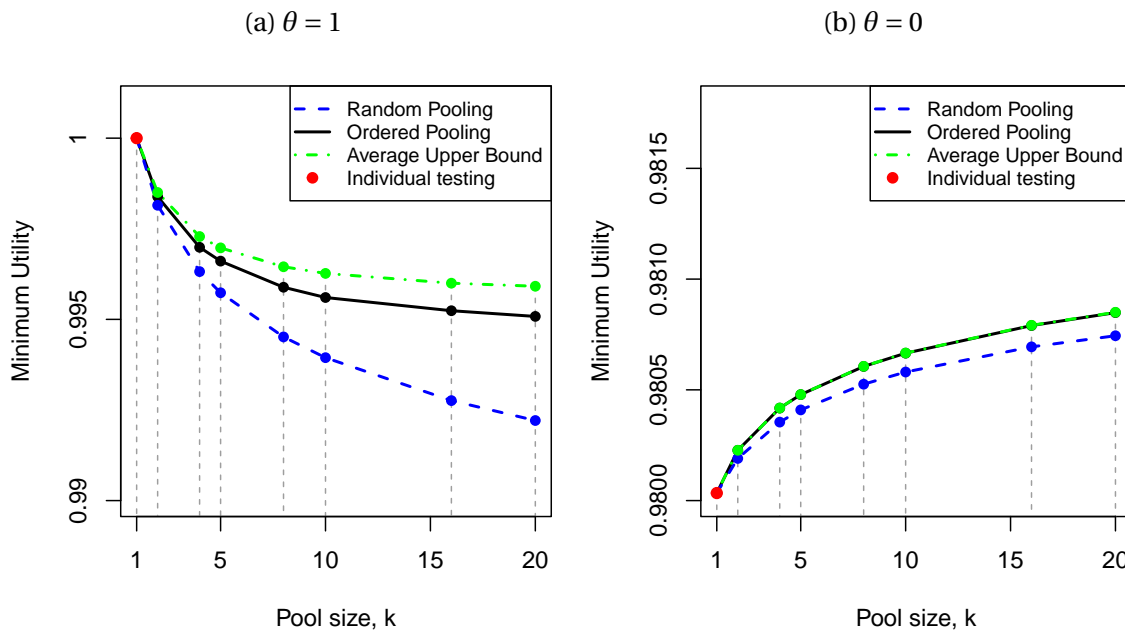 (a) θ = 1
Random Pooling
Ordered Pooling
Average Upper Bound
Individual testing
Minimum Utility
1
0.995
0.99
1 5 10 15 20
Pool size, k
(b) θ = 0
Random Pooling
Ordered Pooling
Average Upper Bound
Individual testing
Minimum Utility
0.9815
0.9810
0.9805
0.9800
1 5 10 15 20
Pool size, k